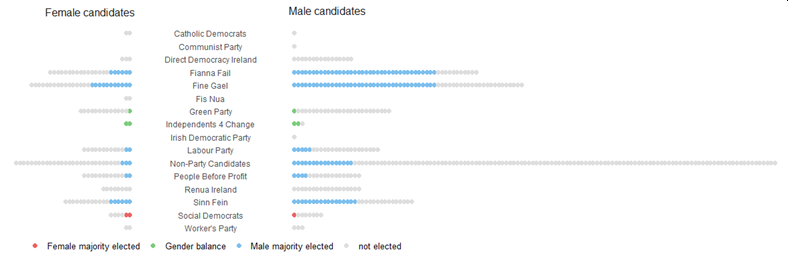 Female candidates
Male candidates
Catholic Democrats
Communist Party
Direct Democracy Ireland
Fianna Fail
Fine Gael
Fis Nua
Green Party
Independents 4 Change
Irish Democratic Party
Labour Party
Non-Party Candidates
People Before Profit
Renua Ireland
Sinn Fein
Social Democrats
Worker's Party
Female majority elected Gender balance Male majority elected not elected